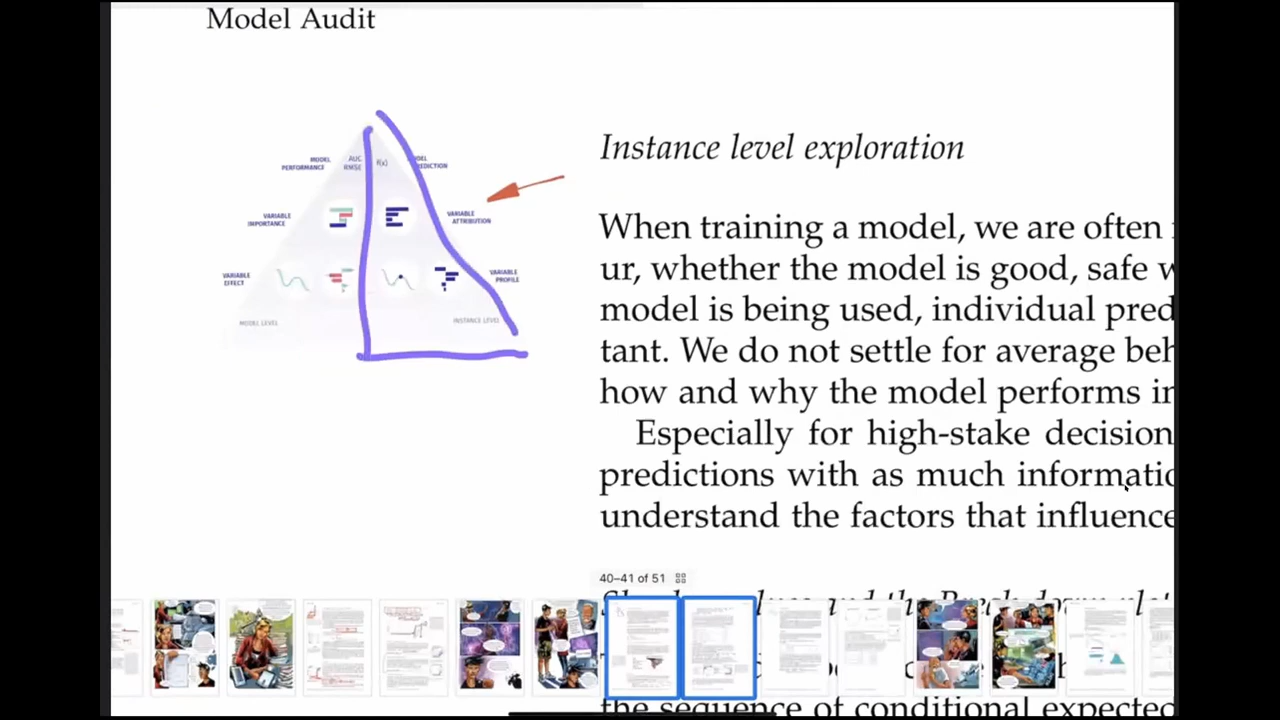 Model Audit
MODEL
PERFORMANCE
AUC
RMSE
f(x)
VARIABLE
IMPORTANCE
VARIABLE
ATTRIBUTION
VARIABLE
EFFECT
VARIABLE
PROFILE
MODEL LEVEL
INSTANCE LEVEL
Instance level exploration
When training a model, we are often
ur, whether the model is good, safe w
model is being used, individual pred
tant. We do not settle for average beh
how and why the model performs in
Especially for high-stake decision
predictions with as much informatio
understand the factors that influence
40–41 of 51
the sequence of conditional expected